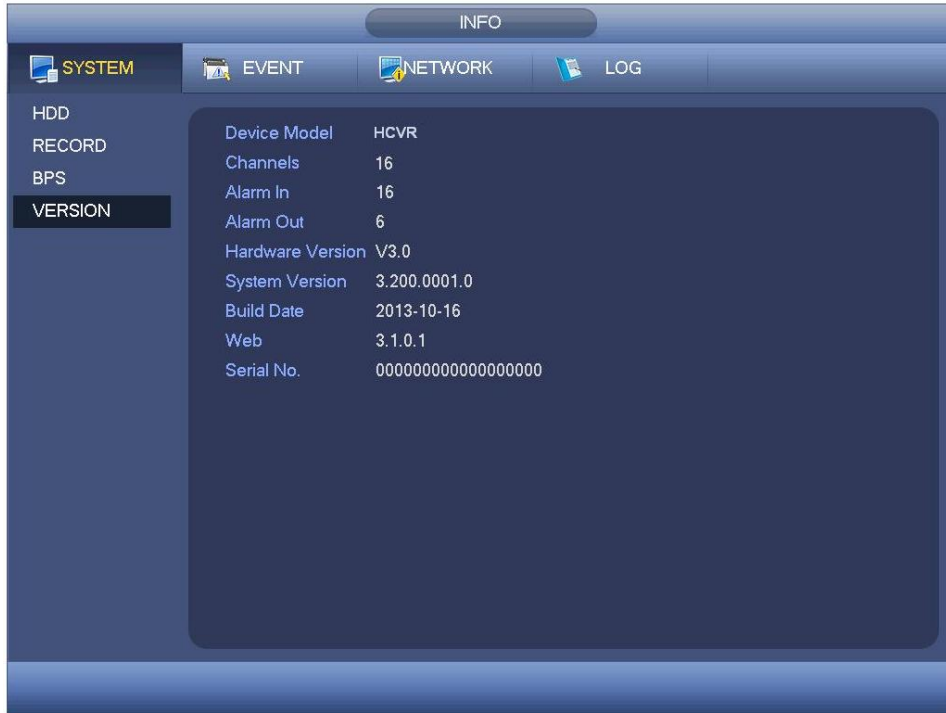 INFO
SYSTEM EVENT NETWORK LOG
HDD
RECORD
BPS
VERSION
Device Model HCVR
Channels 16
Alarm In 16
Alarm Out 6
Hardware Version V3.0
System Version 3.200.0001.0
Build Date 2013-10-16
Web 3.1.0.1
Serial No. 000000000000000000